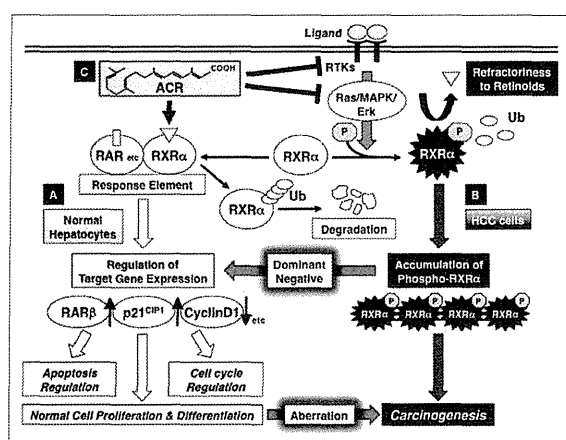 Ligand
C
COOH
ACR
RTKs
Refractoriness
to Retinoids
Ras/MAPK/
Erk
P
P
Ub
RAR etc
RXRα
RXRα
RXRα
Response Element
A
Ub
RXRα
B
Normal
Hepatocytes
Degradation
HCC cells
Regulation of
Target Gene Expression
Dominant
Negative
Accumulation of
Phospho-RXRα
RARβ
p21CIP1
CyclinD1
etc
P
P
P
P
RXRα
RXRα
RXRα
RXRα
Apoptosis
Regulation
Cell cycle
Regulation
Normal Cell Proliferation & Differentiation
Aberration
Carcinogenesis